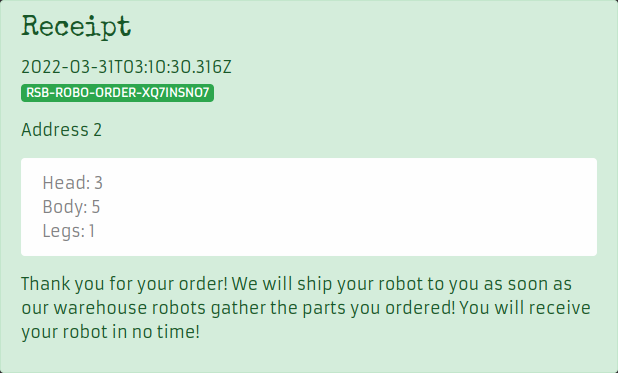 Receipt
2022-03-31T03:10:30.316Z
RSB-ROBO-ORDER-XQ7INSNO7
Address 2
Head: 3
Body: 5
Legs: 1
Thank you for your order! We will ship your robot to you as soon as
our warehouse robots gather the parts you ordered! You will receive
your robot in no time!